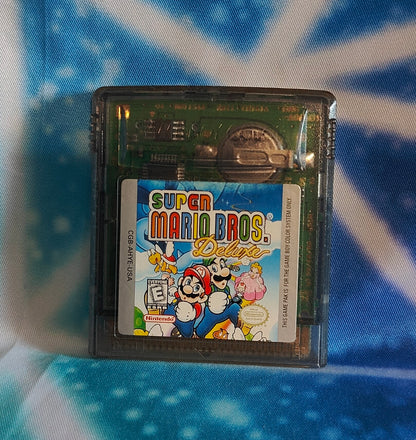 SUPER
MARIO BROS.
Deluxe
CGB-AHYE-USA
THIS GAME PAK IS FOR THE GAME BOY COLOR SYSTEM ONLY.
E
Nintendo